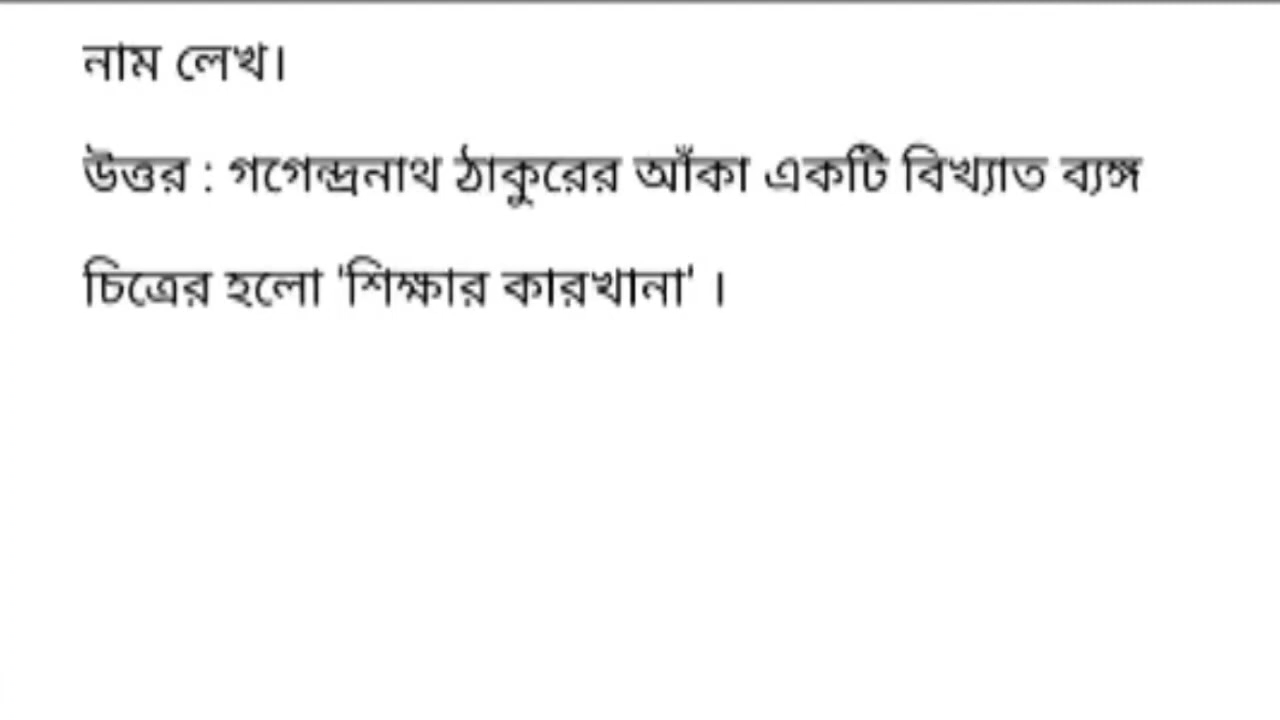 নাম লেখ।
উত্তর : গগেন্দ্রনাথ ঠাকুরের আঁকা একটি বিখ্যাত ব্যঙ্গ
চিত্রের হলো 'শিক্ষার কারখানা' ।